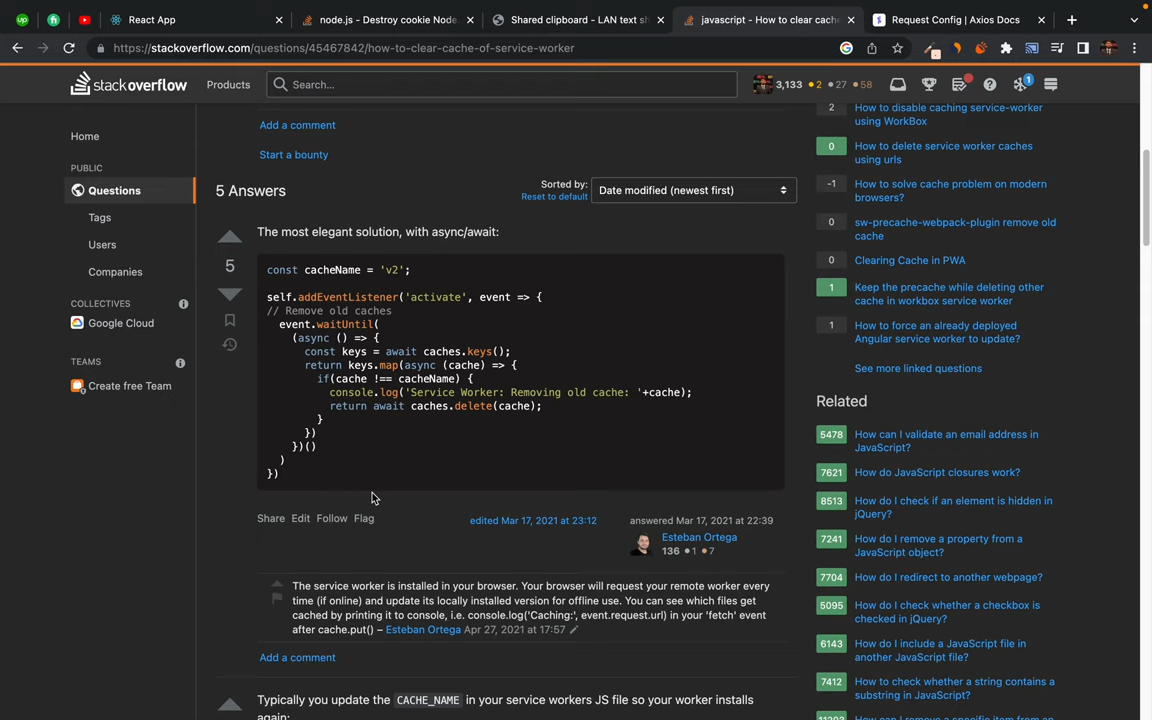 React App
node.js - Destroy cookie Node.
Shared clipboard - LAN text sh
javascript - How to clear cache
Request Config | Axios Docs
https://stackoverflow.com/questions/45467842/how-to-clear-cache-of-service-worker
stackoverflow
Products
Search...
3,133 2 27 58
1
Home
PUBLIC
Questions
Tags
Users
Companies
COLLECTIVES
Google Cloud
TEAMS
Create free Team
Add a comment
Start a bounty
5 Answers
Sorted by:
Reset to default
Date modified (newest first)
5
The most elegant solution, with async/await:
const cacheName = 'v2';
self.addEventListener('activate', event => {
// Remove old caches
event.waitUntil(
(async () => {
const keys = await caches.keys();
return keys.map(async (cache) => {
if(cache !== cacheName) {
console.log('Service Worker: Removing old cache: '+cache);
return await caches.delete(cache);
}
})
})()
)
})
Share Edit Follow Flag
edited Mar 17, 2021 at 23:12
answered Mar 17, 2021 at 22:39
Esteban Ortega
136 1 7
The service worker is installed in your browser. Your browser will request your remote worker every
time (if online) and update its locally installed version for offline use. You can see which files get
cached by printing it to console, i.e. console.log('Caching:', event.request.url) in your 'fetch' event
after cache.put() – Esteban Ortega Apr 27, 2021 at 17:57
Add a comment
Typically you update the CACHE_NAME in your service workers JS file so your worker installs
again:
2 How to disable caching service-worker
using WorkBox
0 How to delete service worker caches
using urls
-1 How to solve cache problem on modern
browsers?
0 sw-precache-webpack-plugin remove old
cache
0 Clearing Cache in PWA
1 Keep the precache while deleting other
cache in workbox service worker
1 How to force an already deployed
Angular service worker to update?
See more linked questions
Related
5478 How can I validate an email address in
JavaScript?
7621 How do JavaScript closures work?
8513 How do I check if an element is hidden in
jQuery?
7241 How do I remove a property from a
JavaScript object?
7704 How do I redirect to another webpage?
5095 How do I check whether a checkbox is
checked in jQuery?
6143 How do I include a JavaScript file in
another JavaScript file?
7412 How to check whether a string contains a
substring in JavaScript?